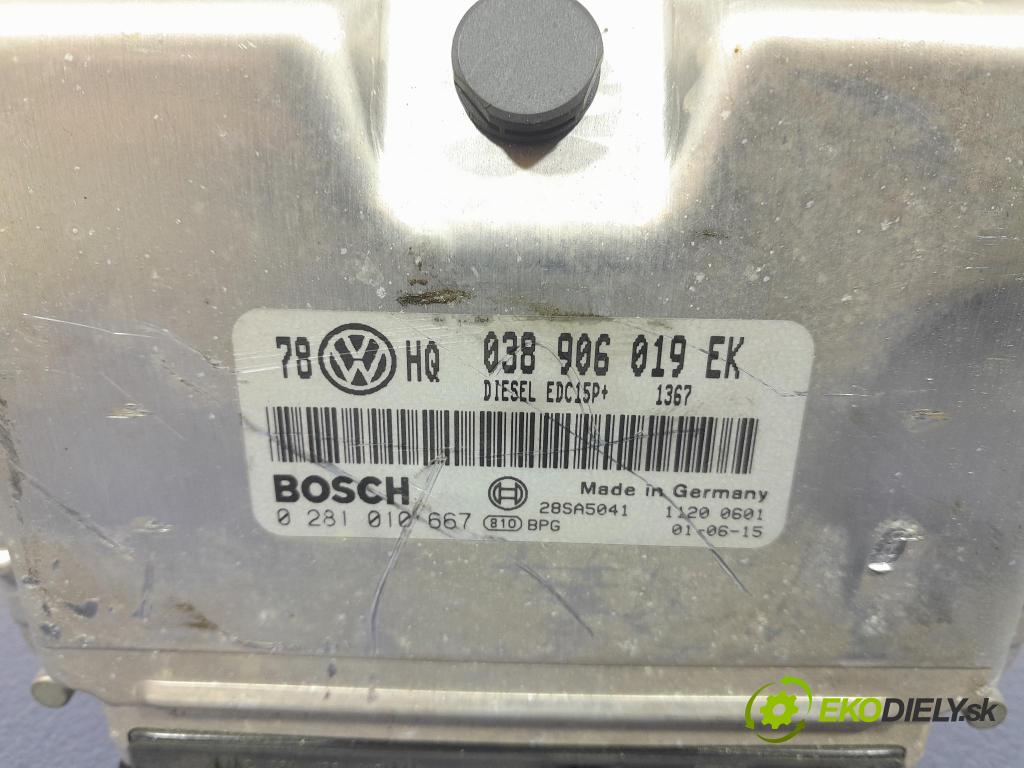 78 VW HQ 038 906 019 EK
DIESEL EDC15P+ 1367
BOSCH Made in Germany
28SA5041 1120 0601
0 281 010 667 810 BPG 01-06-15
EKODIELY.sk